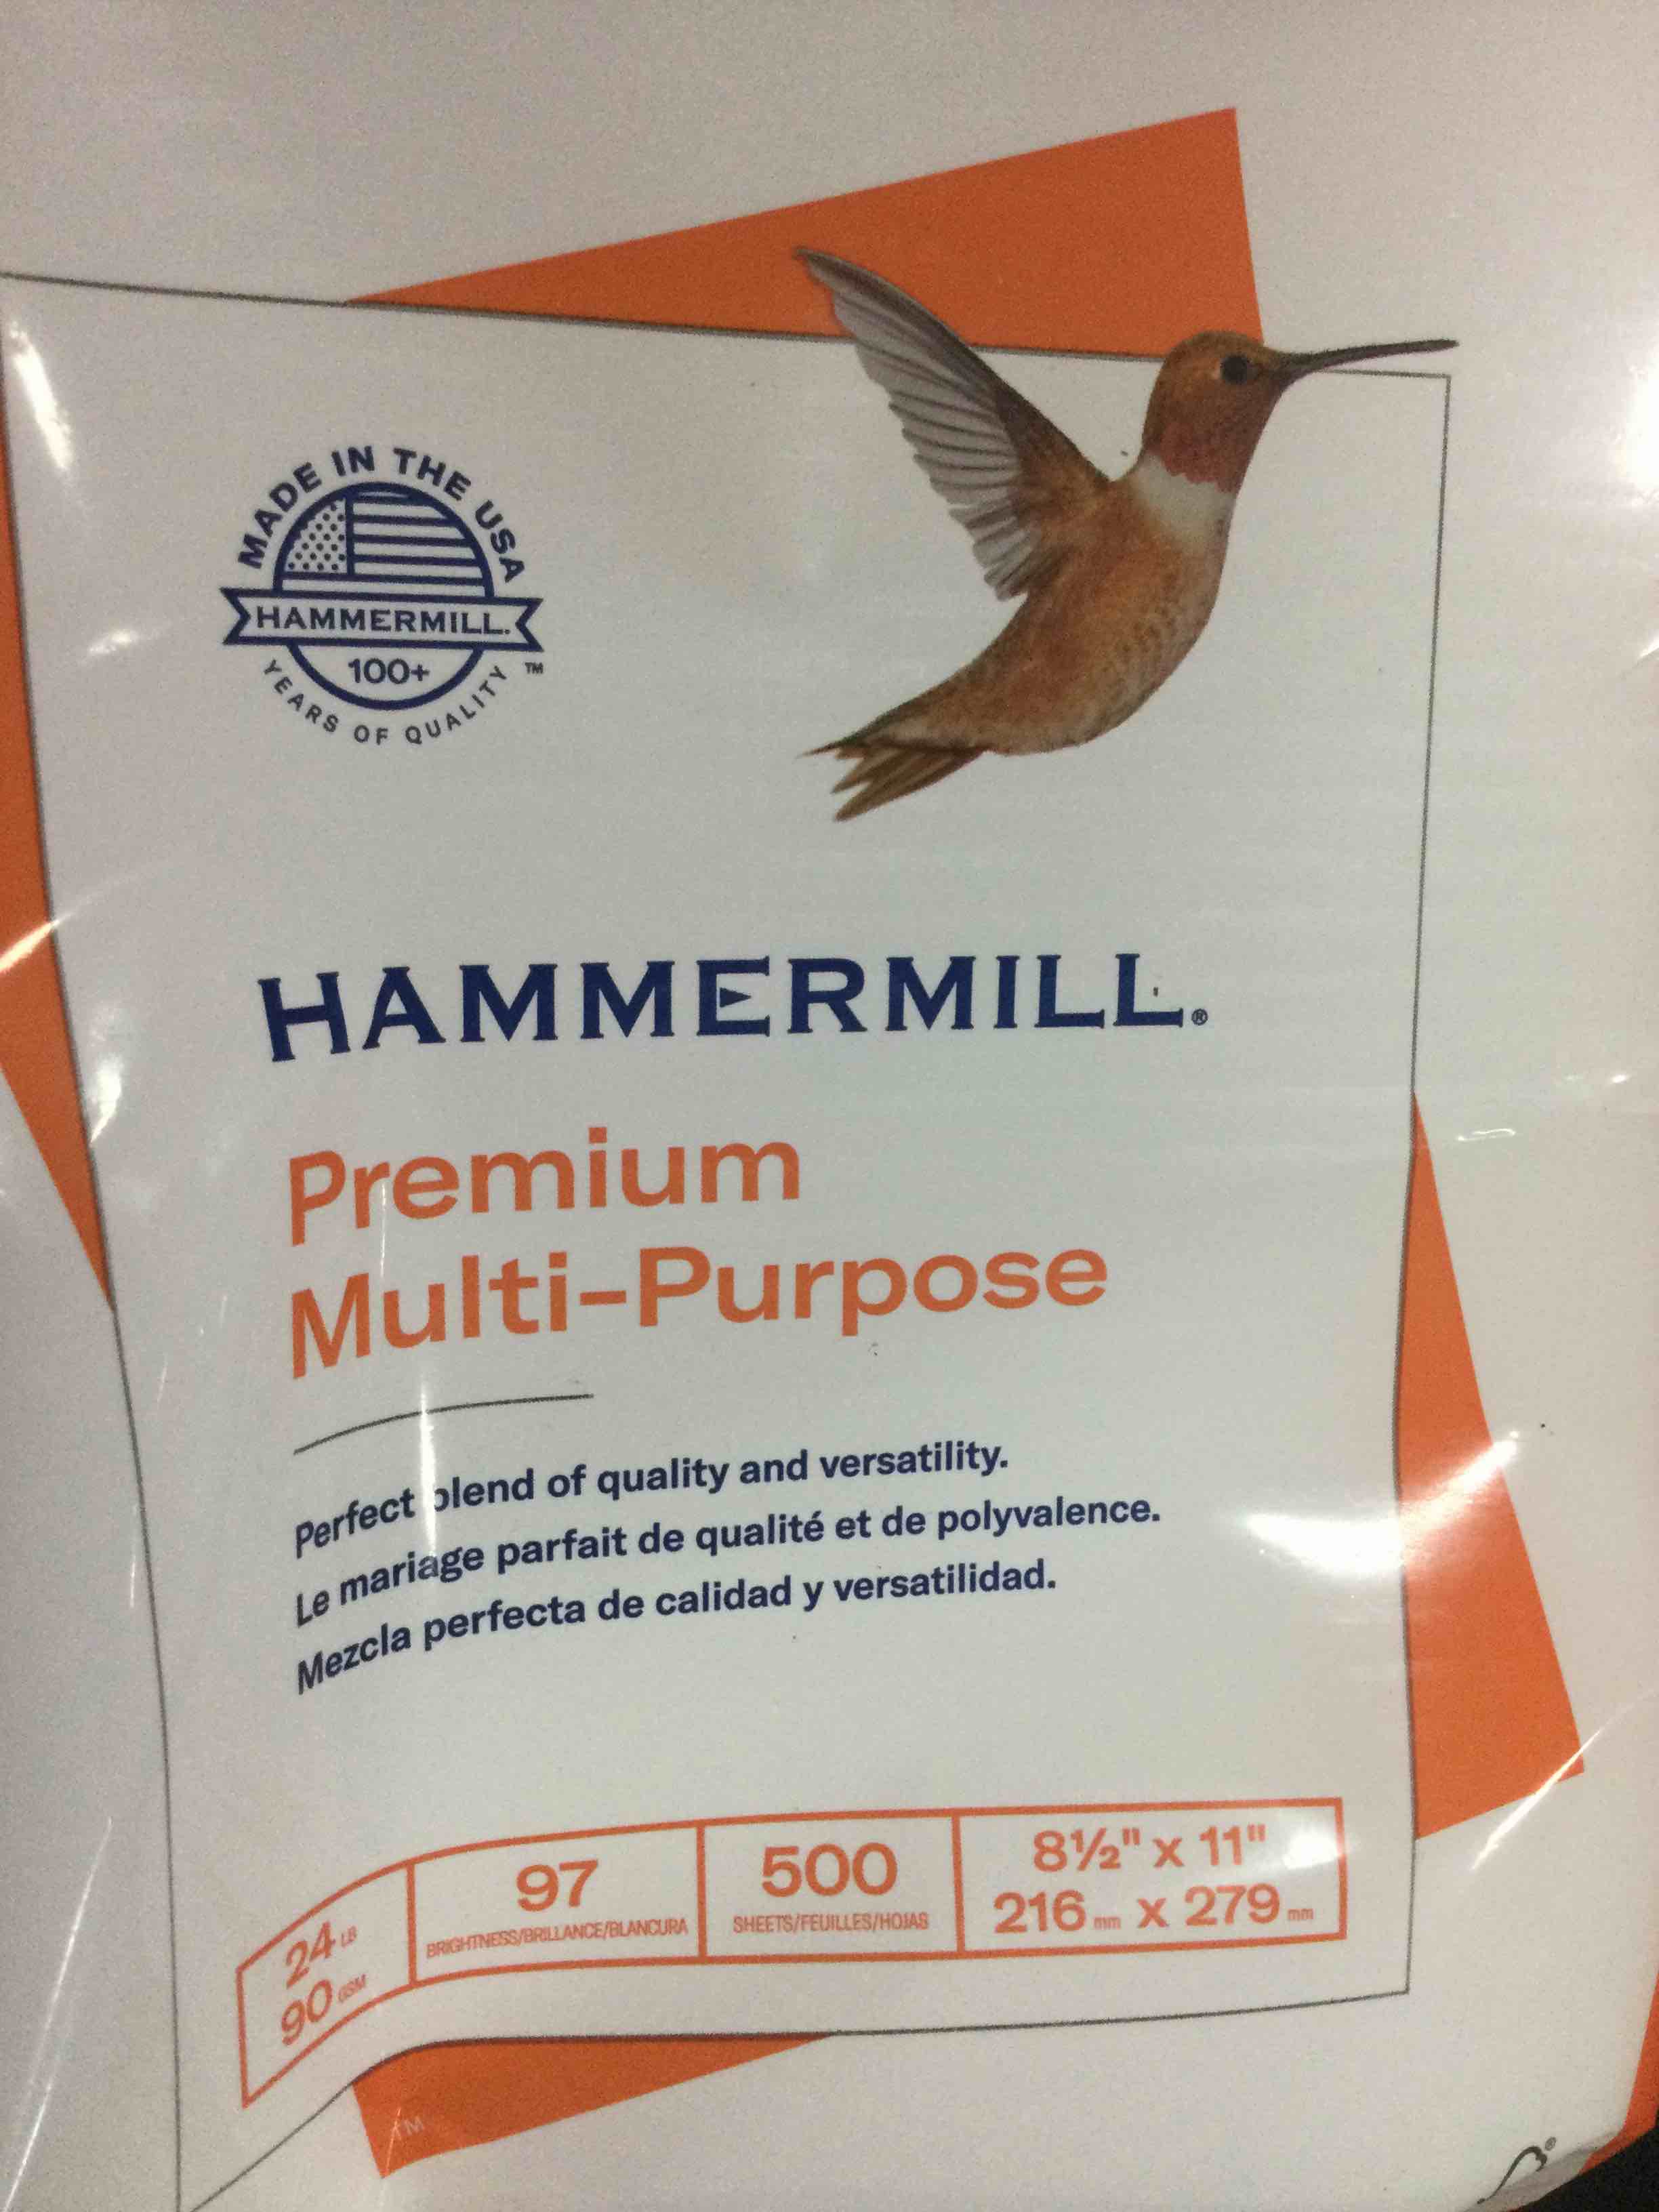 MADE IN THE USA
HAMMERMILL.
100+
YEARS OF QUALITY ™
HAMMERMILL®
Premium
Multi-Purpose
Perfect blend of quality and versatility.
Le mariage parfait de qualité et de polyvalence.
Mezcla perfecta de calidad y versatilidad.
24 LB
90 GSM
97
BRIGHTNESS/BRILLANCE/BLANCURA
500
SHEETS/FEUILLES/HOJAS
8½" x 11"
216 mm x 279 mm
TM